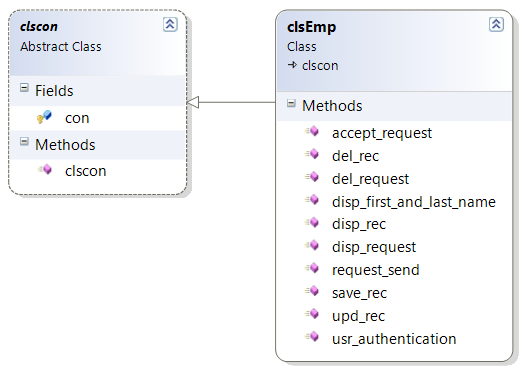 clscon
Abstract Class
Fields
con
Methods
clscon
clsEmp
Class
clscon
Methods
accept_request
del_rec
del_request
disp_first_and_last_name
disp_rec
disp_request
request_send
save_rec
upd_rec
usr_authentication